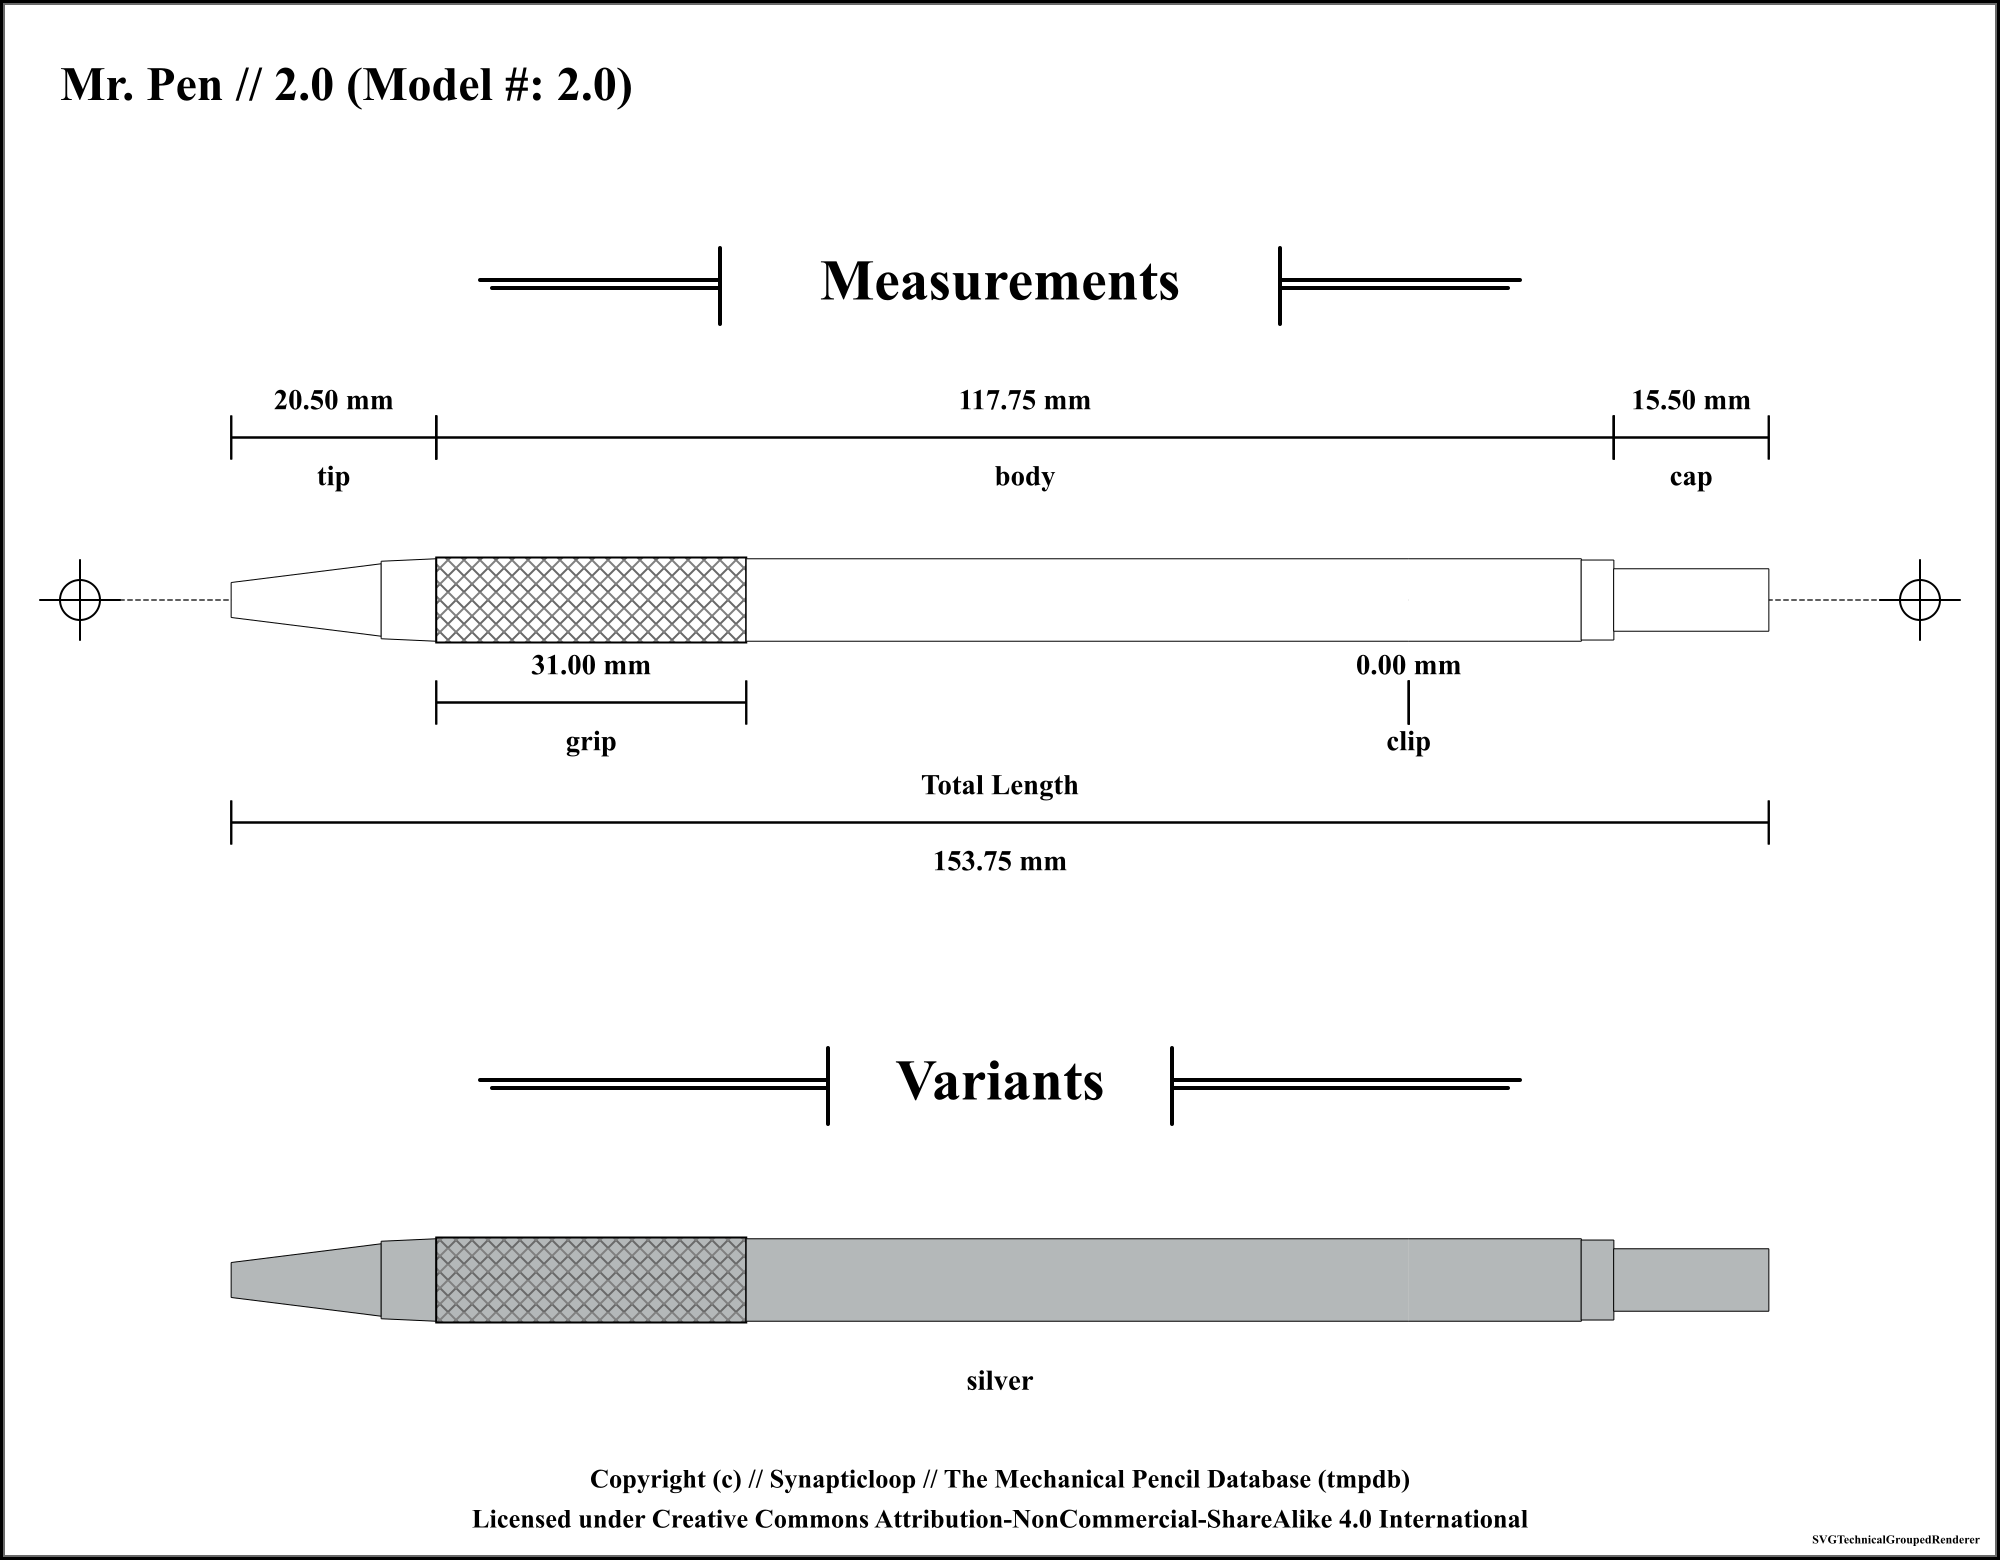 Mr. Pen // 2.0 (Model #: 2.0)
Measurements
20.50 mm
117.75 mm
15.50 mm
tip
body
cap
31.00 mm
0.00 mm
grip
clip
Total Length
153.75 mm
Variants
silver
Copyright (c) // Synapticloop // The Mechanical Pencil Database (tmpdb)
Licensed under Creative Commons Attribution-NonCommercial-ShareAlike 4.0 International
SVGTechnicalGroupedRenderer